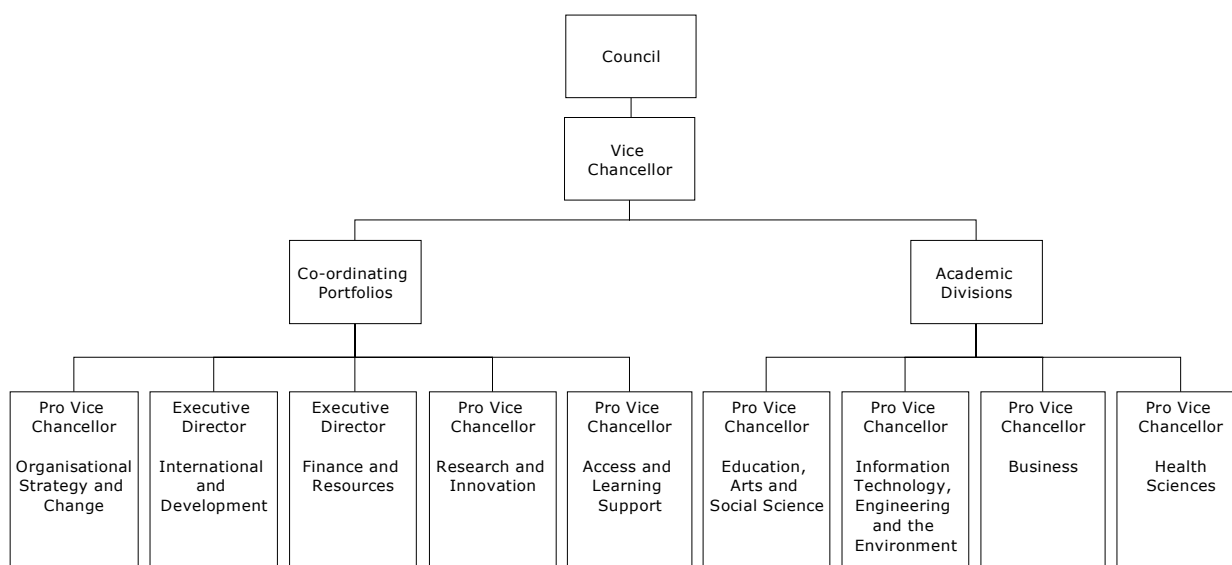 Council
Vice
Chancellor
Co-ordinating
Portfolios
Academic
Divisions
Pro Vice
Chancellor
Organisational
Strategy and
Change
Executive
Director
International
and
Development
Executive
Director
Finance and
Resources
Pro Vice
Chancellor
Research and
Innovation
Pro Vice
Chancellor
Access and
Learning
Support
Pro Vice
Chancellor
Education,
Arts and
Social Science
Pro Vice
Chancellor
Information
Technology,
Engineering
and the
Environment
Pro Vice
Chancellor
Business
Pro Vice
Chancellor
Health
Sciences